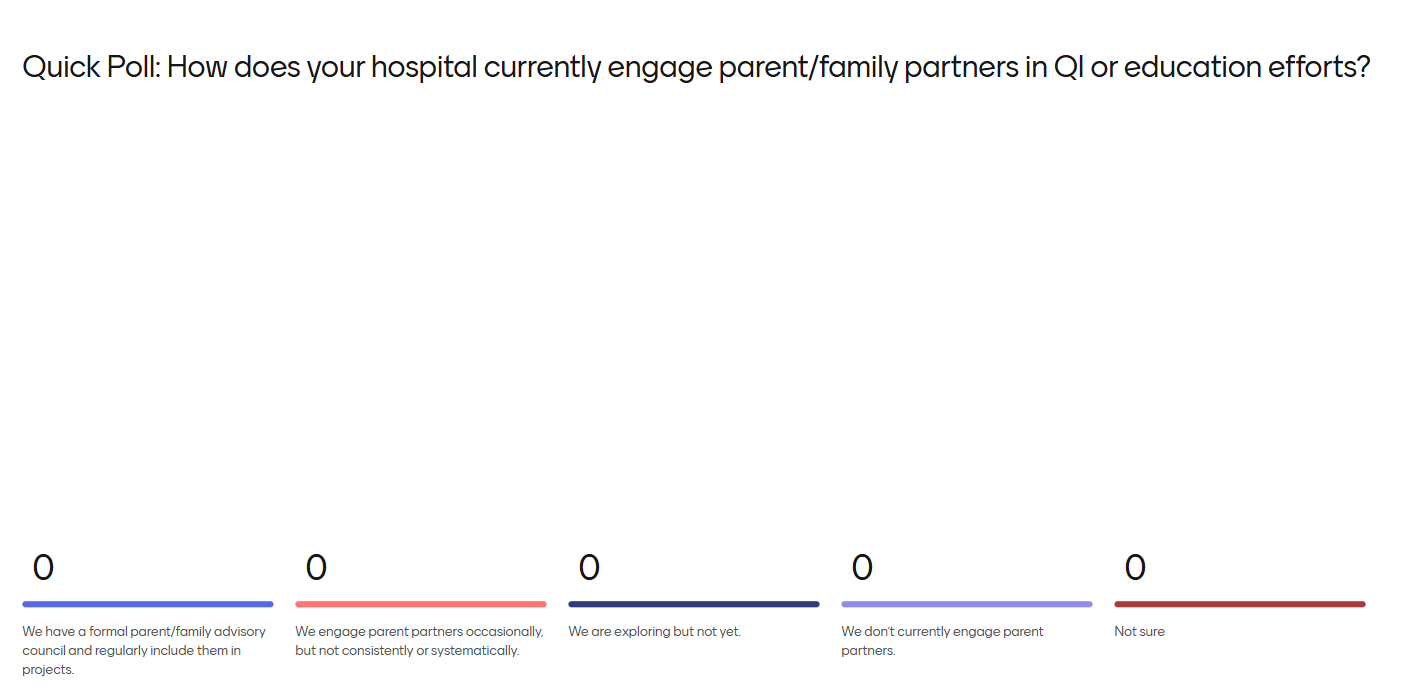 Quick Poll: How does your hospital currently engage parent/family partners in QI or education efforts?
0
We have a formal parent/family advisory
council and regularly include them in
projects.
0
We engage parent partners occasionally,
but not consistently or systematically.
0
We are exploring but not yet.
0
We don't currently engage parent
partners.
0
Not sure